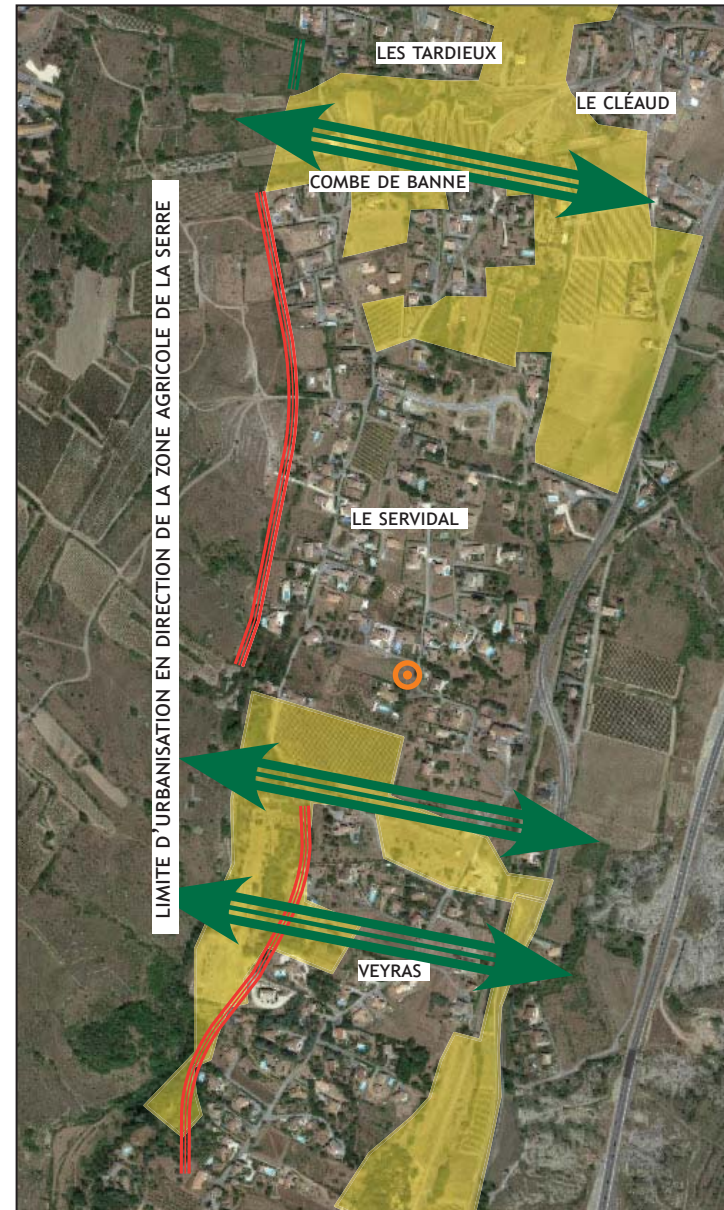 LES TARDIEUX
LE CLÉAUD
COMBE DE BANNE
LIMITE D'URBANISATION EN DIRECTION DE LA ZONE AGRICOLE DE LA SERRE
LE SERVIDAL
VEYRAS